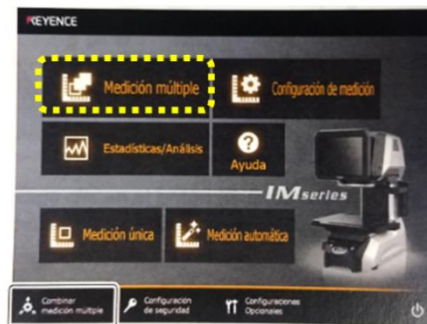 KEYENCE
Medición múltiple
Configuración de medición
Estadísticas/Análisis
?
Ayuda
IM series
Medición única
Medición automática
Combinar
medición múltiple
Configuración
de seguridad
Configuraciones
Opcionales